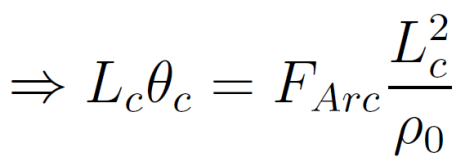 ⇒ L_c θ_c = F_{Arc} \frac{L_c^2}{ρ_0}